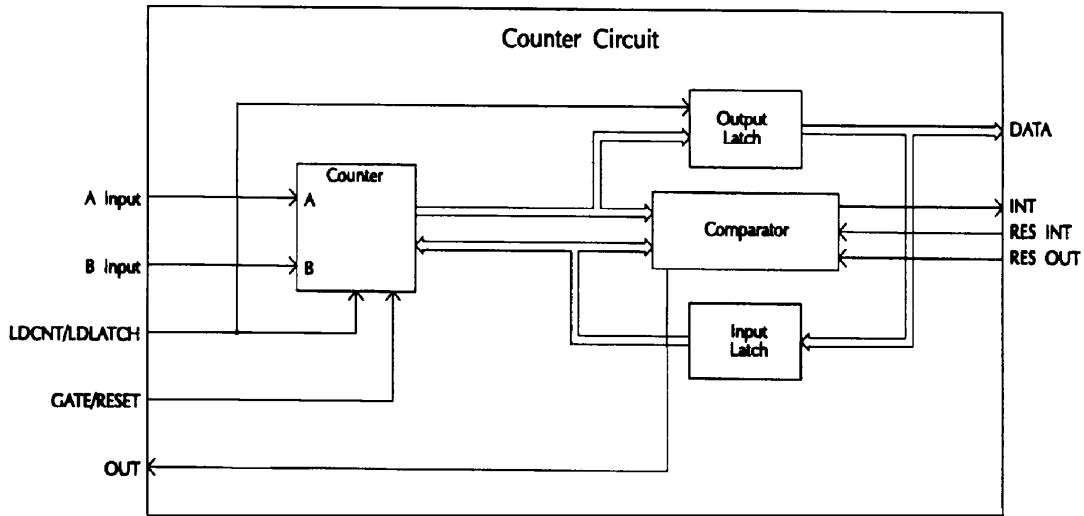 Counter Circuit
Output
Latch
DATA
Counter
A Input
A
Comparator
INT
RES INT
B Input
B
RES OUT
LDCNT/LDLATCH
Input
Latch
GATE/RESET
OUT